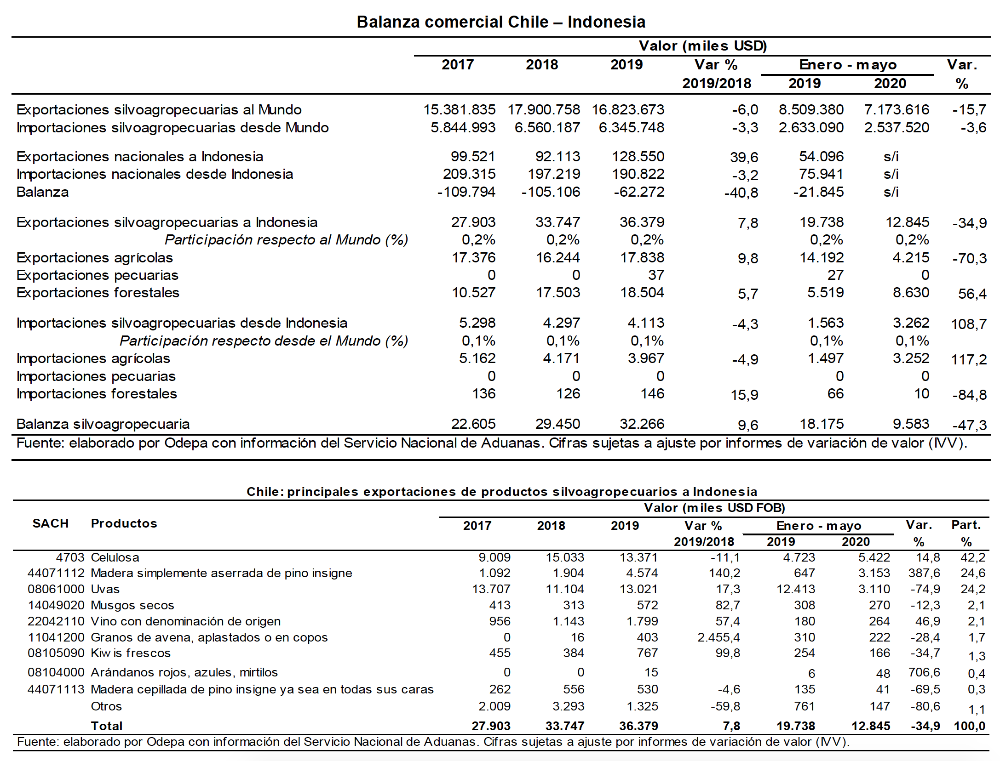 Balanza comercial Chile – Indonesia
Valor (miles USD)
2017 2018 2019 Var % Enero - mayo Var.
2019/2018 2019 2020 %
Exportaciones silvoagropecuarias al Mundo 15.381.835 17.900.758 16.823.673 -6,0 8.509.380 7.173.616 -15,7
Importaciones silvoagropecuarias desde Mundo 5.844.993 6.560.187 6.345.748 -3,3 2.633.090 2.537.520 -3,6
Exportaciones nacionales a Indonesia 99.521 92.113 128.550 39,6 54.096 s/i
Importaciones nacionales desde Indonesia 209.315 197.219 190.822 -3,2 75.941 s/i
Balanza -109.794 -105.106 -62.272 -40,8 -21.845 s/i
Exportaciones silvoagropecuarias a Indonesia 27.903 33.747 36.379 7,8 19.738 12.845 -34,9
Participación respecto al Mundo (%) 0,2% 0,2% 0,2% 0,2% 0,2%
Exportaciones agrícolas 17.376 16.244 17.838 9,8 14.192 4.215 -70,3
Exportaciones pecuarias 0 0 37 27 0
Exportaciones forestales 10.527 17.503 18.504 5,7 5.519 8.630 56,4
Importaciones silvoagropecuarias desde Indonesia 5.298 4.297 4.113 -4,3 1.563 3.262 108,7
Participación respecto desde el Mundo (%) 0,1% 0,1% 0,1% 0,1% 0,1%
Importaciones agrícolas 5.162 4.171 3.967 -4,9 1.497 3.252 117,2
Importaciones pecuarias 0 0 0 0 0
Importaciones forestales 136 126 146 15,9 66 10 -84,8
Balanza silvoagropecuaria 22.605 29.450 32.266 9,6 18.175 9.583 -47,3
Fuente: elaborado por Odepa con información del Servicio Nacional de Aduanas. Cifras sujetas a ajuste por informes de variación de valor (IVV).
Chile: principales exportaciones de productos silvoagropecuarios a Indonesia
Valor (miles USD FOB)
SACH Productos 2017 2018 2019 Var % Enero - mayo Var. Part.
2019/2018 2019 2020 % %
4703 Celulosa 9.009 15.033 13.371 -11,1 4.723 5.422 14,8 42,2
44071112 Madera simplemente aserrada de pino insigne 1.092 1.904 4.574 140,2 647 3.153 387,6 24,6
08061000 Uvas 13.707 11.104 13.021 17,3 12.413 3.110 -74,9 24,2
14049020 Musgos secos 413 313 572 82,7 308 270 -12,3 2,1
22042110 Vino con denominación de origen 956 1.143 1.799 57,4 180 264 46,9 2,1
11041200 Granos de avena, aplastados o en copos 0 16 403 2.455,4 310 222 -28,4 1,7
08105090 Kiwis frescos 455 384 767 99,8 254 166 -34,7 1,3
08104000 Arándanos rojos, azules, mirtilos 0 0 15 6 48 706,6 0,4
44071113 Madera cepillada de pino insigne ya sea en todas sus caras 262 556 530 -4,6 135 41 -69,5 0,3
Otros 2.009 3.293 1.325 -59,8 761 147 -80,6 1,1
Total 27.903 33.747 36.379 7,8 19.738 12.845 -34,9 100,0
Fuente: elaborado por Odepa con información del Servicio Nacional de Aduanas. Cifras sujetas a ajuste por informes de variación de valor (IVV).